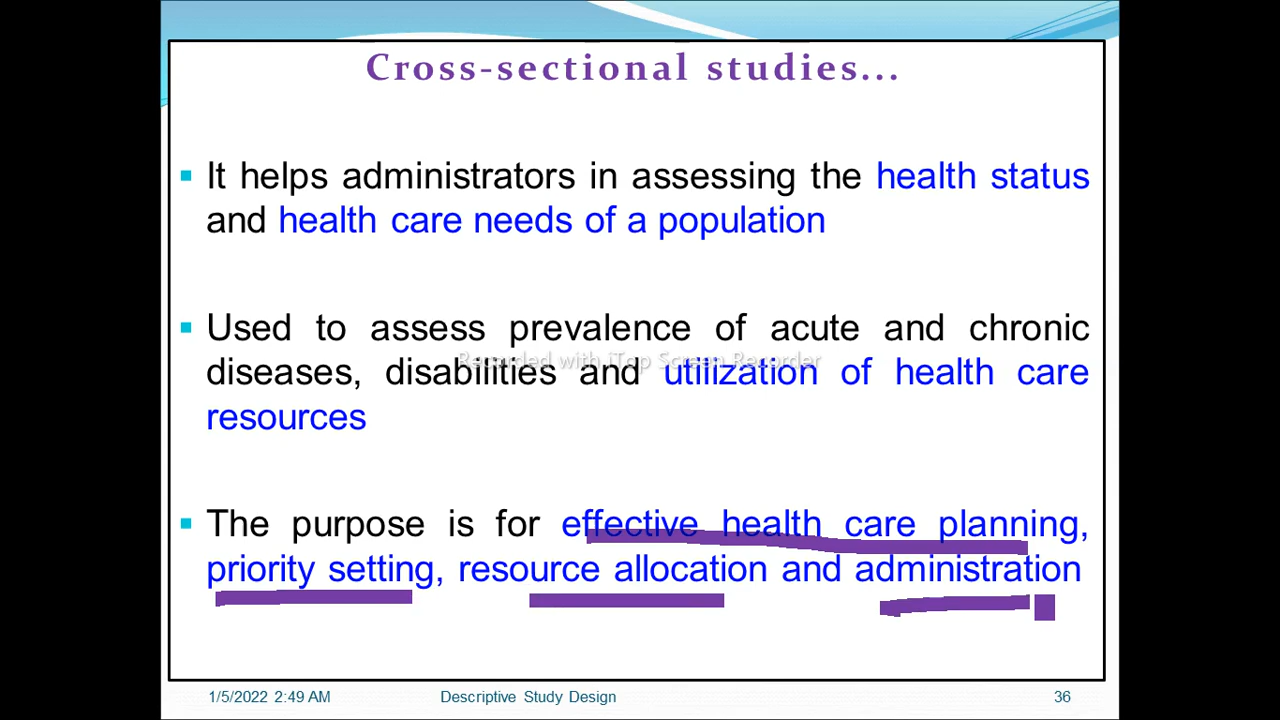 Cross-sectional studies...
It helps administrators in assessing the health status
and health care needs of a population
Used to assess prevalence of acute and chronic
Recorded with iTop Screen Recorder
diseases, disabilities and utilization of health care
resources
The purpose is for effective health care planning,
priority setting, resource allocation and administration
1/5/2022 2:49 AM Descriptive Study Design 36